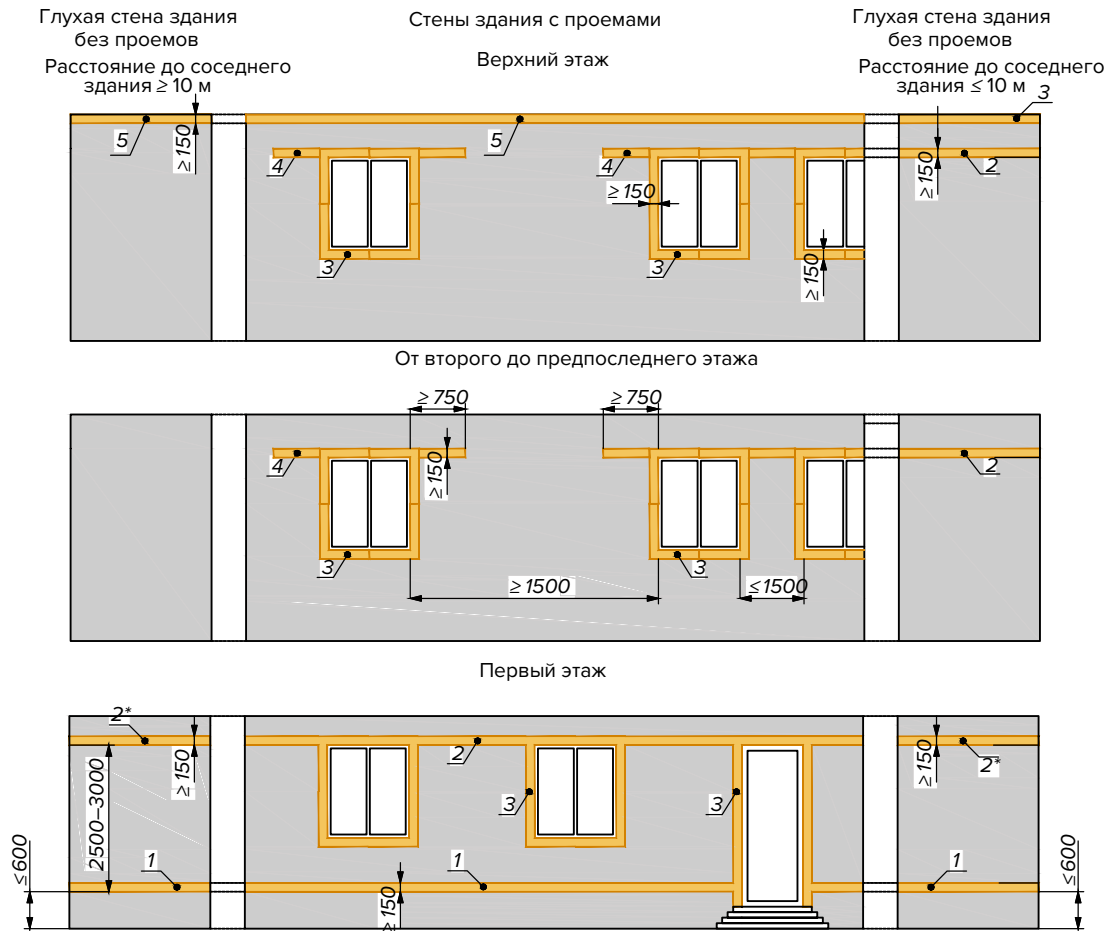 Глухая стена здания
без проемов
Расстояние до соседнего
здания ≥ 10 м
Стены здания с проемами
Верхний этаж
Глухая стена здания
без проемов
Расстояние до соседнего
здания ≤ 10 м
3
5
≥150
5
4
4
≥150
≥150
2
3
3
≥150
От второго до предпоследнего этажа
≥750
≥750
4
≥150
2
3
3
≥1500
≤1500
Первый этаж
2*
≥150
2
≥150
2*
2500–3000
3
3
≤600
1
1
≥150
1
≤600